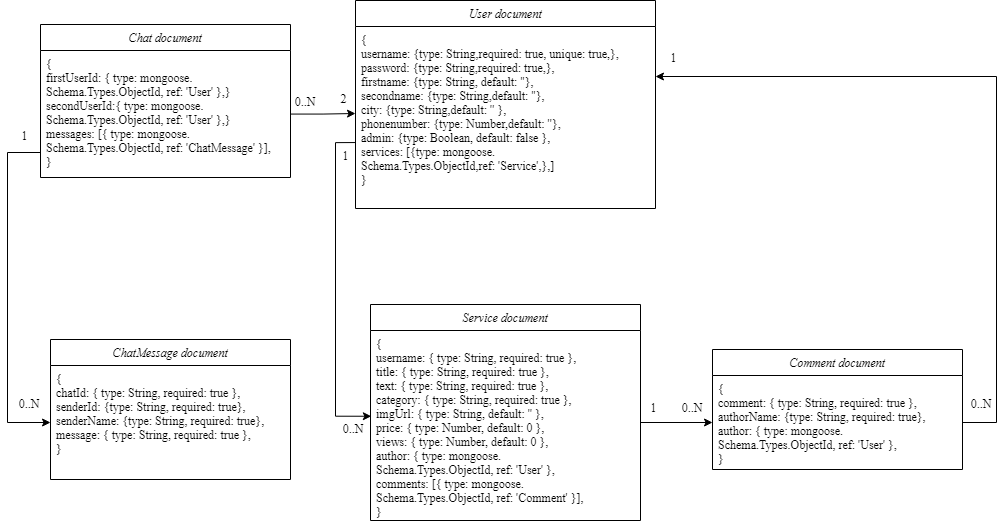 Chat document
{
firstUserId: { type: mongoose.
Schema.Types.ObjectId, ref: 'User' },}
secondUserId:{ type: mongoose.
Schema.Types.ObjectId, ref: 'User' },}
messages: [{ type: mongoose.
Schema.Types.ObjectId, ref: 'ChatMessage' }],
}
User document
{
username: {type: String,required: true, unique: true,},
password: {type: String,required: true,},
firstname: {type: String, default: ''},
secondname: {type: String,default: ''},
city: {type: String,default: '' },
phonenumber: {type: Number,default: ''},
admin: {type: Boolean, default: false },
services: [{type: mongoose.
Schema.Types.ObjectId,ref: 'Service',},]
}
0..N
2
1
1
1
ChatMessage document
{
chatId: { type: String, required: true },
senderId: {type: String, required: true},
senderName: {type: String, required: true},
message: { type: String, required: true },
}
0..N
Service document
{
username: { type: String, required: true },
title: { type: String, required: true },
text: { type: String, required: true },
category: { type: String, required: true },
imgUrl: { type: String, default: '' },
price: { type: Number, default: 0 },
views: { type: Number, default: 0 },
author: { type: mongoose.
Schema.Types.ObjectId, ref: 'User' },
comments: [{ type: mongoose.
Schema.Types.ObjectId, ref: 'Comment' }],
}
0..N
1
0..N
Comment document
{
comment: { type: String, required: true },
authorName: {type: String, required: true},
author: { type: mongoose.
Schema.Types.ObjectId, ref: 'User' },
}
0..N